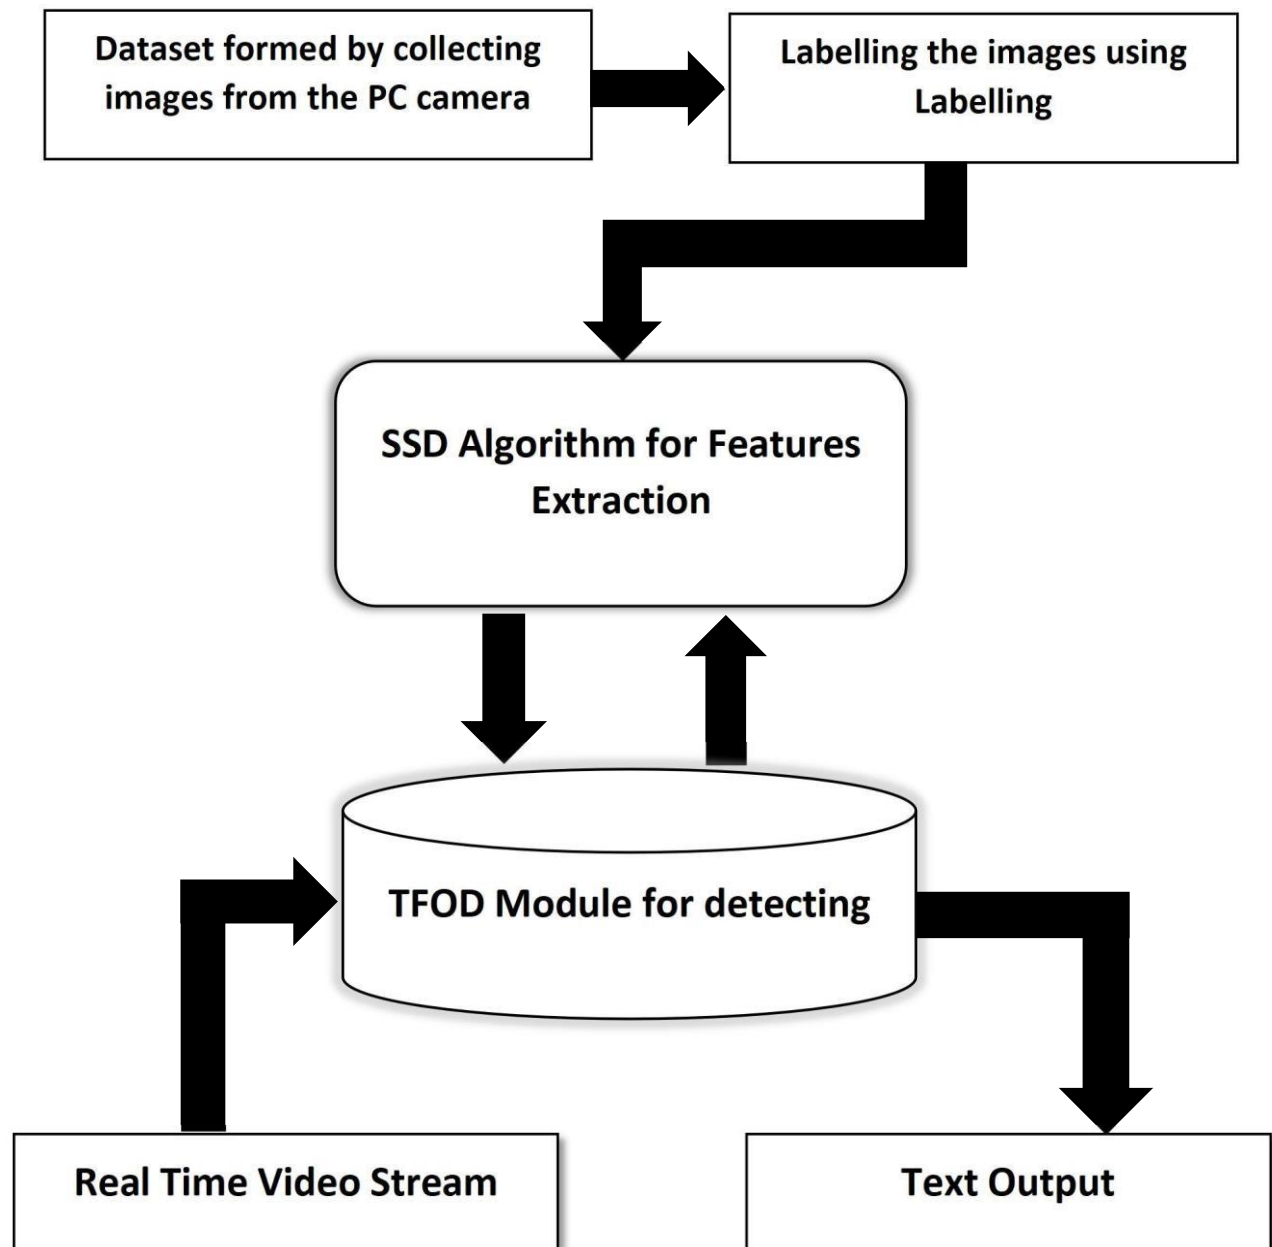 Dataset formed by collecting
images from the PC camera
Labelling the images using
Labelling
SSD Algorithm for Features
Extraction
TFOD Module for detecting
Real Time Video Stream
Text Output